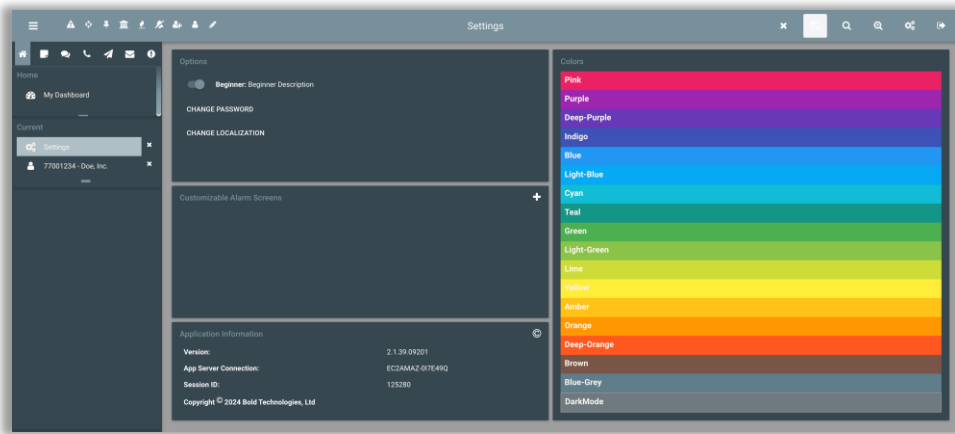 Settings
Home
My Dashboard
Current
Settings
77001234 - Doe, Inc.
Options
Beginner: Beginner Description
CHANGE PASSWORD
CHANGE LOCALIZATION
Customizable Alarm Screens
Application Information
Version: 2.1.39.09201
App Server Connection: EC2AMAZ-0I7E49Q
Session ID: 125280
Copyright © 2024 Bold Technologies, Ltd
Colors
Pink
Purple
Deep-Purple
Indigo
Blue
Light-Blue
Cyan
Teal
Green
Light-Green
Lime
Yellow
Amber
Orange
Deep-Orange
Brown
Blue-Grey
DarkMode